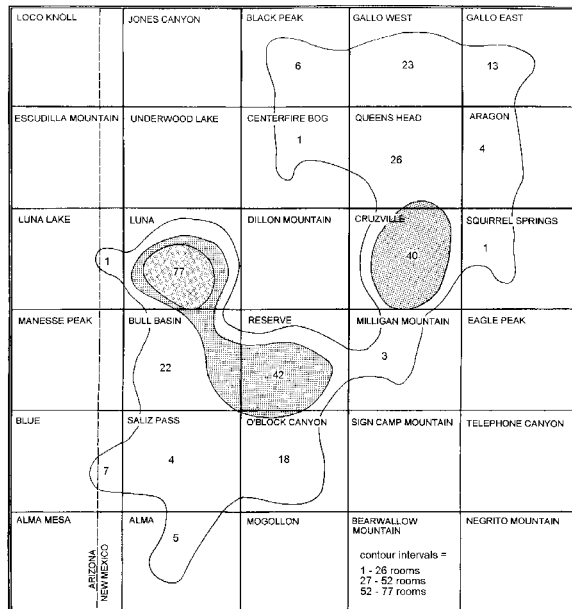 LOCO KNOLL JONES CANYON BLACK PEAK GALLO WEST GALLO EAST
6 23 13
ESCUDILLA MOUNTAIN UNDERWOOD LAKE CENTERFIRE BOG QUEENS HEAD ARAGON
1 26 4
LUNA LAKE LUNA DILLON MOUNTAIN CRUZVILLE SQUIRREL SPRINGS
1 77 40 1
MANESSE PEAK BULL BASIN RESERVE MILLIGAN MOUNTAIN EAGLE PEAK
22 42 3
BLUE SALIZ PASS O'BLOCK CANYON SIGN CAMP MOUNTAIN TELEPHONE CANYON
7 4 18
ALMA MESA ALMA MOGOLLON BEARWALLOW MOUNTAIN NEGRITO MOUNTAIN
5
ARIZONA
NEW MEXICO
contour intervals =
1 - 26 rooms
27 - 52 rooms
52 - 77 rooms